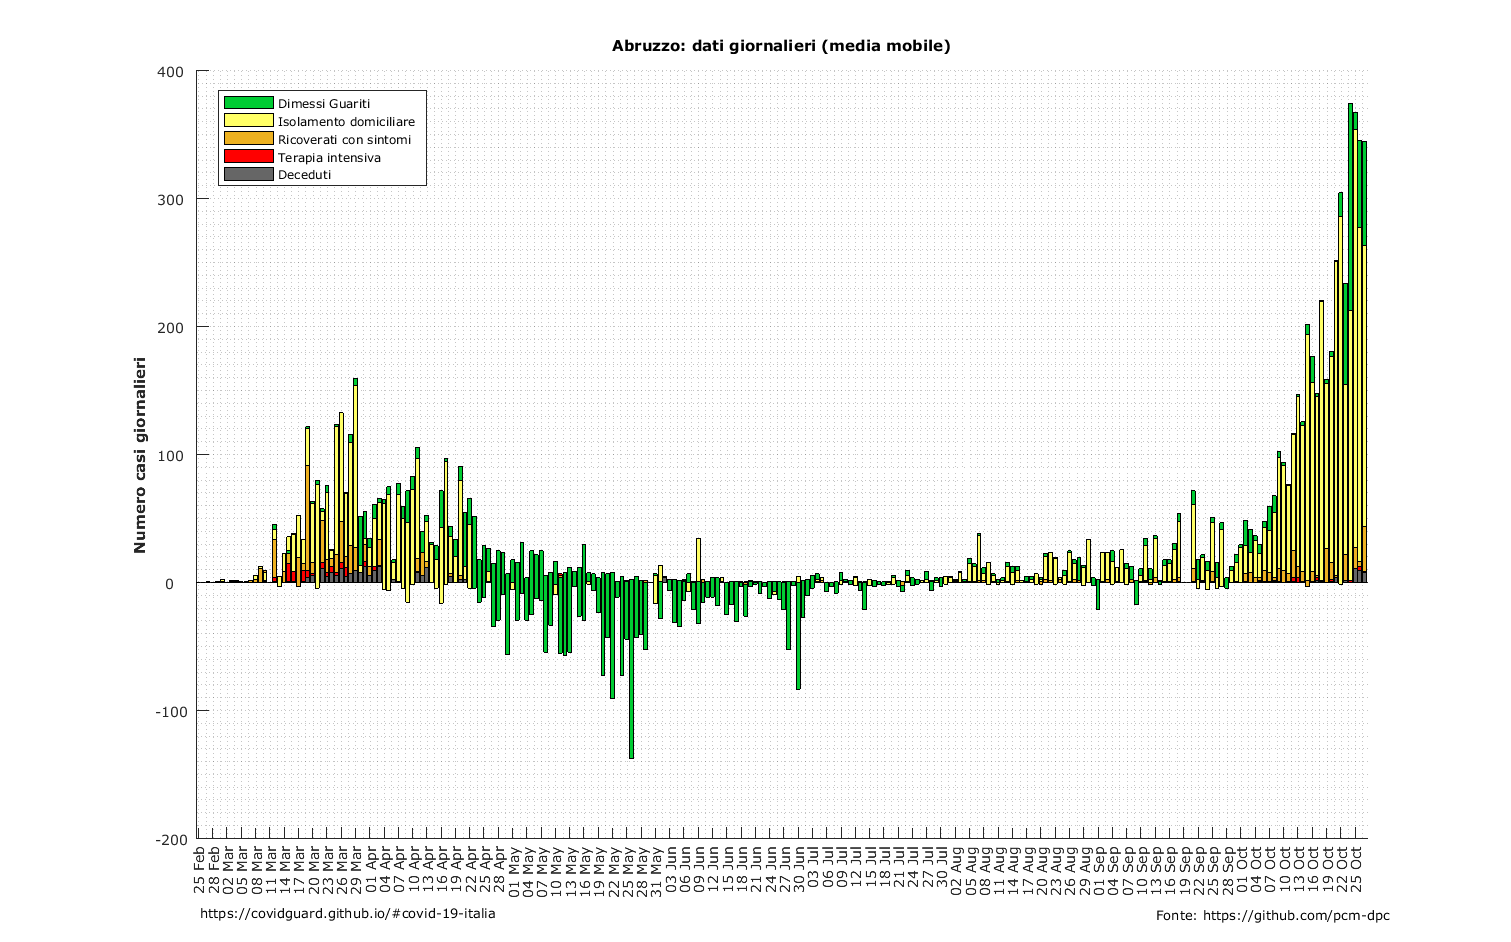 Abruzzo: dati giornalieri (media mobile)
400
300
200
100
0
-100
-200
Numero casi giornalieri
Dimessi Guariti
Isolamento domiciliare
Ricoverati con sintomi
Terapia intensiva
Deceduti
25 Feb
28 Feb
02 Mar
05 Mar
08 Mar
11 Mar
14 Mar
17 Mar
20 Mar
23 Mar
26 Mar
29 Mar
01 Apr
04 Apr
07 Apr
10 Apr
13 Apr
16 Apr
19 Apr
22 Apr
25 Apr
28 Apr
01 May
04 May
07 May
10 May
13 May
16 May
19 May
22 May
25 May
28 May
31 May
03 Jun
06 Jun
09 Jun
12 Jun
15 Jun
18 Jun
21 Jun
24 Jun
27 Jun
30 Jun
03 Jul
06 Jul
09 Jul
12 Jul
15 Jul
18 Jul
21 Jul
24 Jul
27 Jul
30 Jul
02 Aug
05 Aug
08 Aug
11 Aug
14 Aug
17 Aug
20 Aug
23 Aug
26 Aug
29 Aug
01 Sep
04 Sep
07 Sep
10 Sep
13 Sep
16 Sep
19 Sep
22 Sep
25 Sep
28 Sep
01 Oct
04 Oct
07 Oct
10 Oct
13 Oct
16 Oct
19 Oct
22 Oct
25 Oct
https://covidguard.github.io/#covid-19-italia
Fonte: https://github.com/pcm-dpc